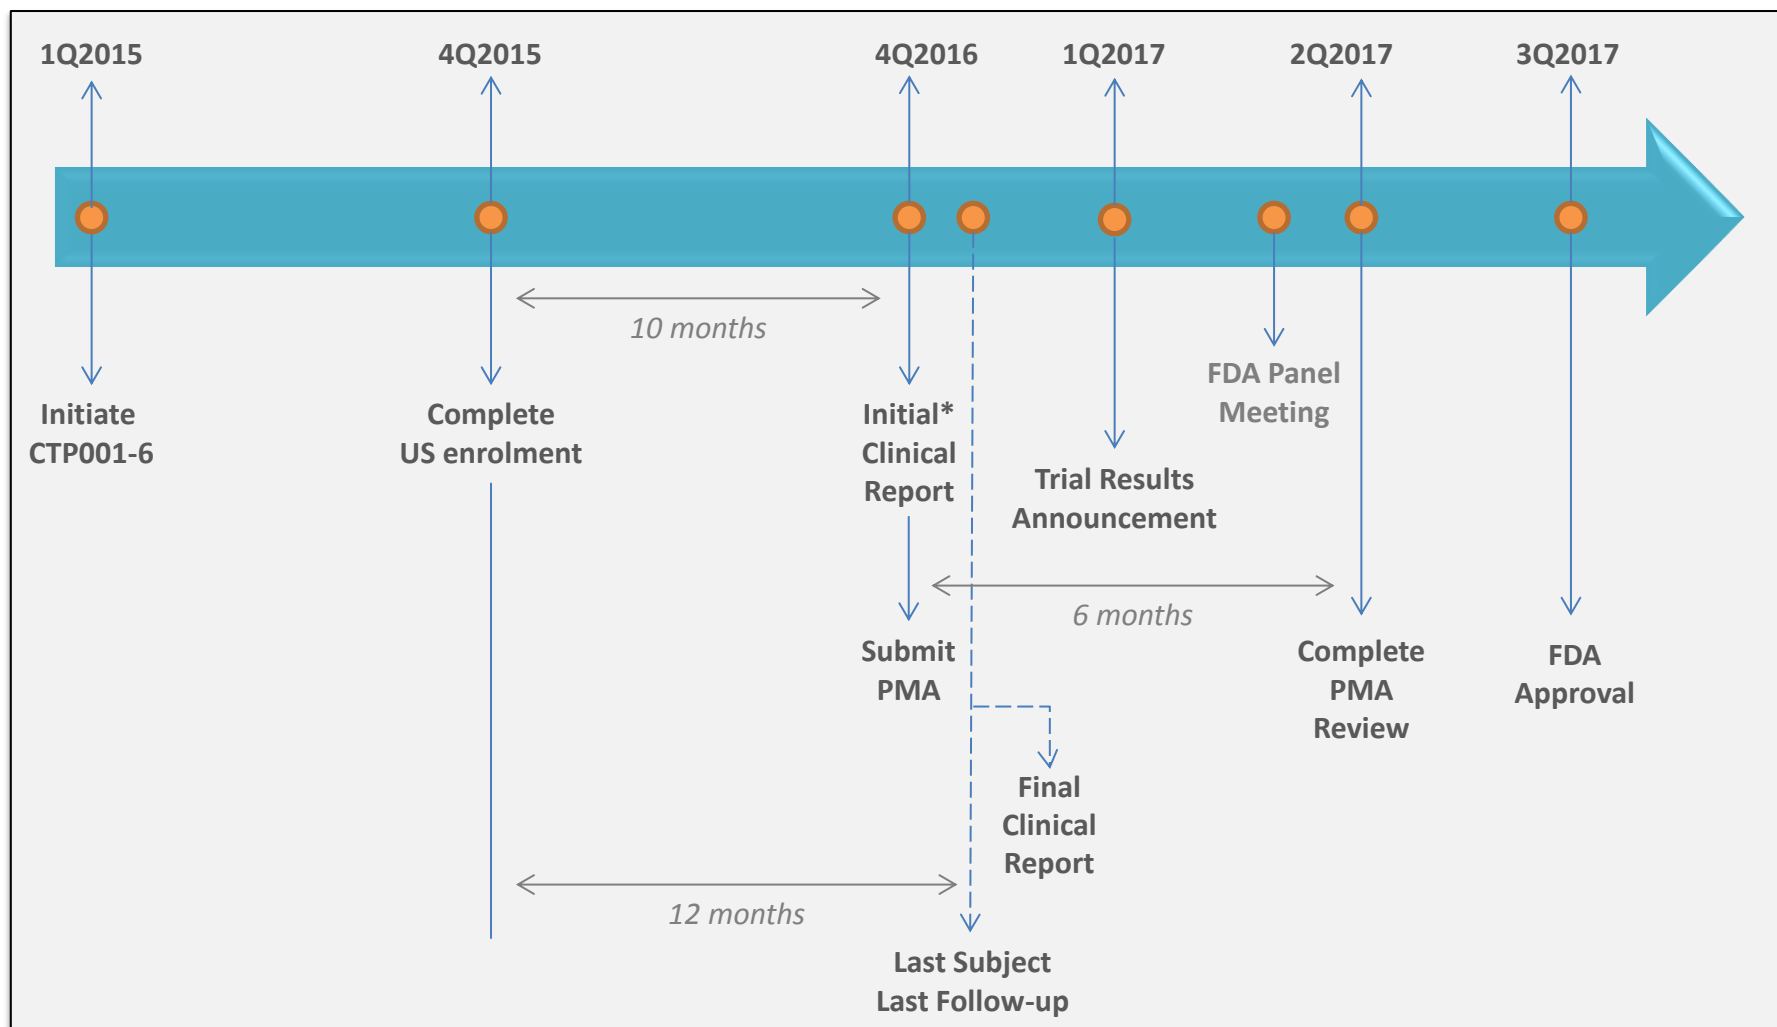 1Q2015
4Q2015
4Q2016
1Q2017
2Q2017
3Q2017
10 months
Initiate
CTP001-6
Complete
US enrolment
Initial*
Clinical
Report
Trial Results
Announcement
FDA Panel
Meeting
6 months
Submit
PMA
Complete
PMA
Review
FDA
Approval
Final
Clinical
Report
12 months
Last Subject
Last Follow-up